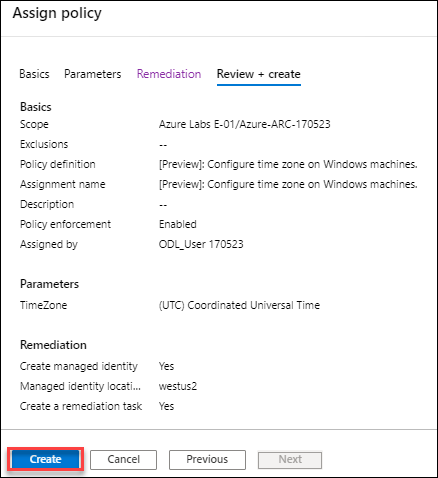 Assign policy
Basics Parameters Remediation Review + create
Basics
Scope Azure Labs E-01/Azure-ARC-170523
Exclusions --
Policy definition [Preview]: Configure time zone on Windows machines.
Assignment name [Preview]: Configure time zone on Windows machines.
Description --
Policy enforcement Enabled
Assigned by ODL_User 170523
Parameters
TimeZone (UTC) Coordinated Universal Time
Remediation
Create managed identity Yes
Managed identity locati... westus2
Create a remediation task Yes
Create Cancel Previous Next